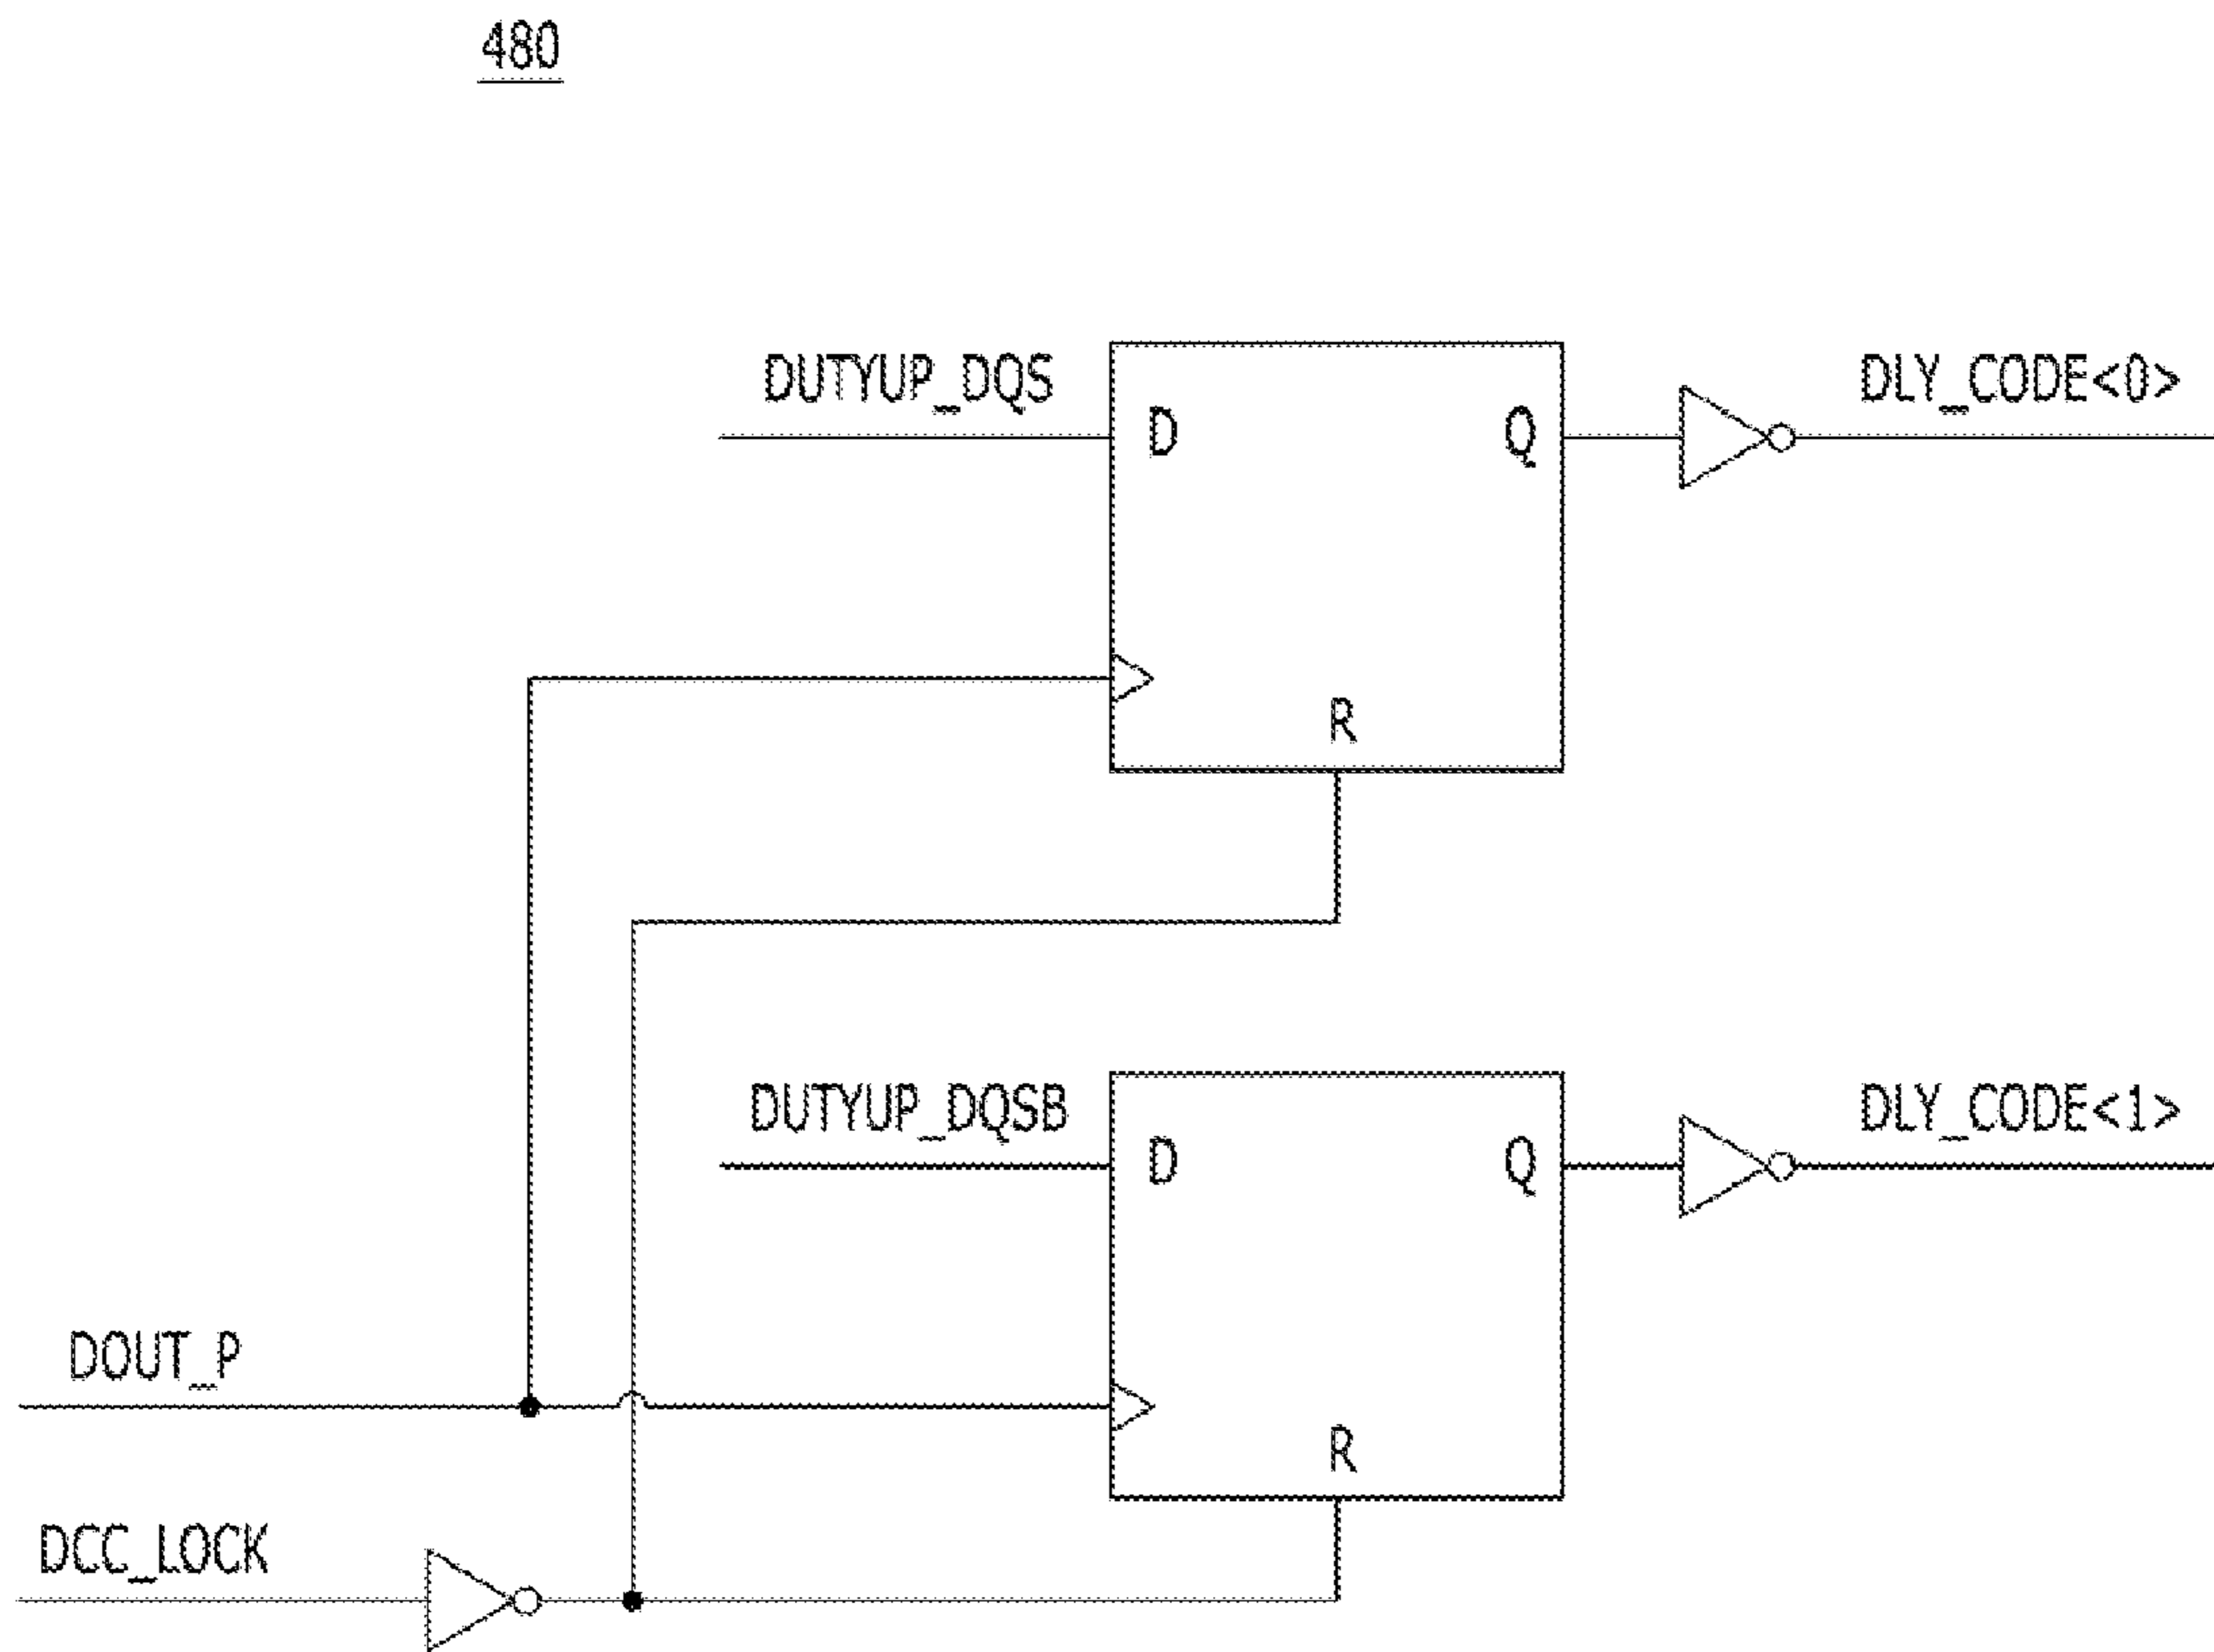 480
DUTYUP_DQS
D
Q
DLY_CODE<0>
R
DUTYUP_DQSB
D
Q
DLY_CODE<1>
DOUT_P
R
DCC_LOCK